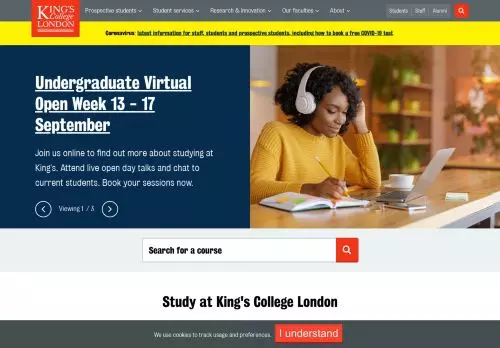 KING'S
College
LONDON
Prospective students Student services Research & Innovation Our faculties About
Students Staff Alumni
Coronavirus: latest information for staff, students and prospective students, including how to book a free COVID-19 test
Undergraduate Virtual
Open Week 13 - 17
September
Join us online to find out more about studying at
King's. Attend live open day talks and chat to
current students. Book your sessions now.
Viewing 1 / 3
Search for a course
Study at King's College London
We use cookies to track usage and preferences. I understand